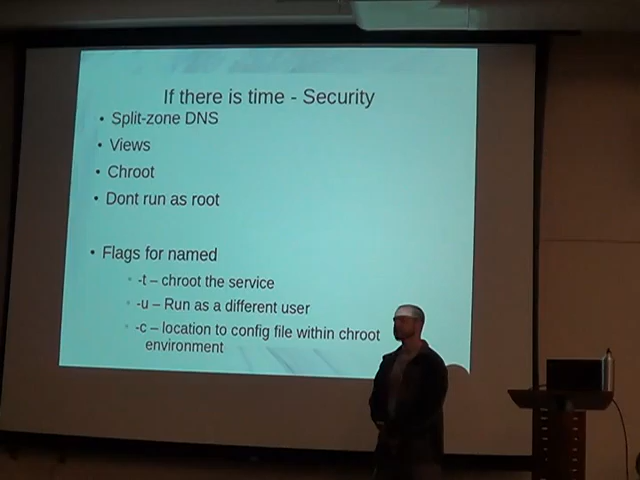 If there is time - Security
• Split-zone DNS
• Views
• Chroot
• Dont run as root
• Flags for named
• -t – chroot the service
• -u – Run as a different user
• -c – location to config file within chroot
environment